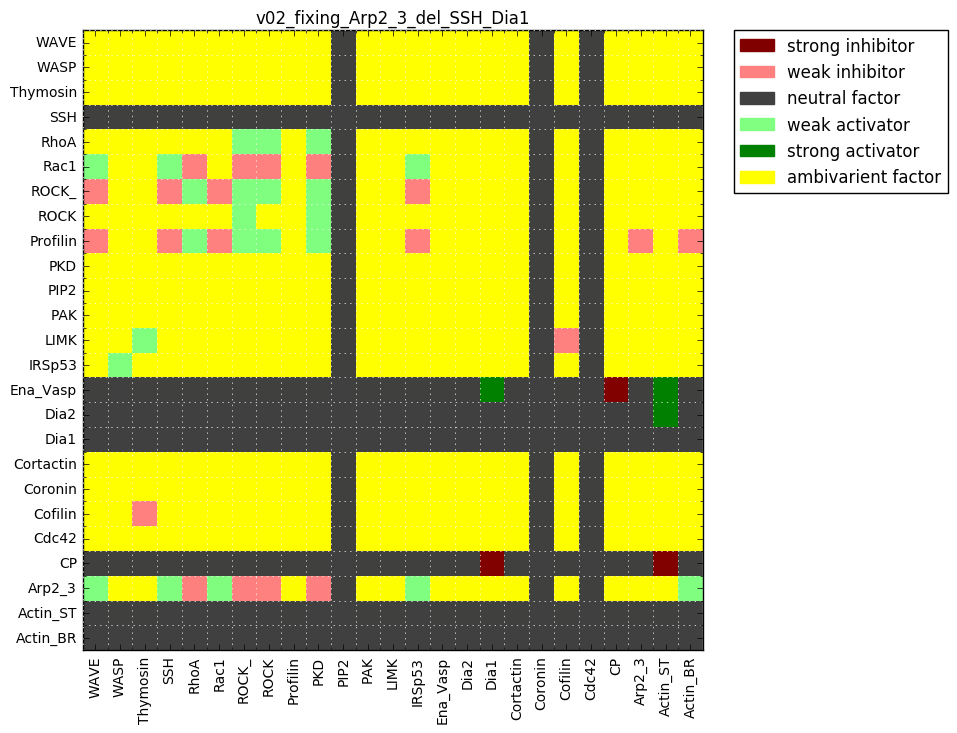 v02_fixing_Arp2_3_del_SSH_Dia1
WAVE
WASP
Thymosin
SSH
RhoA
Rac1
ROCK_
ROCK
Profilin
PKD
PIP2
PAK
LIMK
IRSp53
Ena_Vasp
Dia2
Dia1
Cortactin
Coronin
Cofilin
Cdc42
CP
Arp2_3
Actin_ST
Actin_BR
WAVE
WASP
Thymosin
SSH
RhoA
Rac1
ROCK_
ROCK
Profilin
PKD
PIP2
PAK
LIMK
IRSp53
Ena_Vasp
Dia2
Dia1
Cortactin
Coronin
Cofilin
Cdc42
CP
Arp2_3
Actin_ST
Actin_BR
strong inhibitor
weak inhibitor
neutral factor
weak activator
strong activator
ambivarient factor